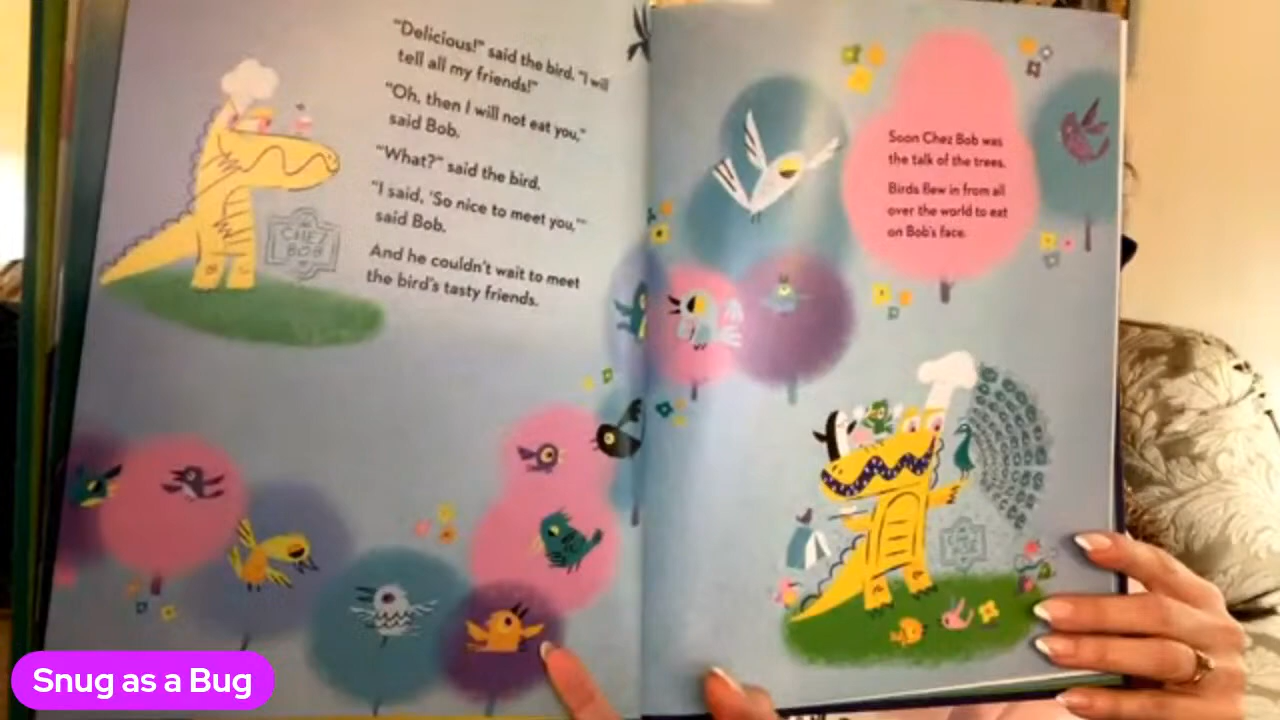 "Delicious!" said the bird. "I will
tell all my friends!"
"Oh, then I will not eat you,"
said Bob.
"What?" said the bird.
"I said, 'So nice to meet you,'"
said Bob.
And he couldn't wait to meet
the bird's tasty friends.
CHEZ
BOB
Soon Chez Bob was
the talk of the trees.
Birds flew in from all
over the world to eat
on Bob's face.
CHEZ
BOB
Snug as a Bug